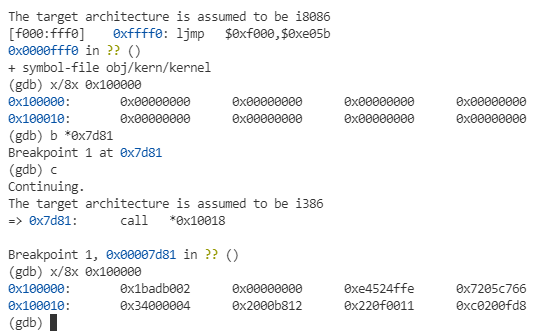 The target architecture is assumed to be i8086
[f000:fff0]    0xffff0: ljmp   $0xf000,$0xe05b
0x0000fff0 in ?? ()
+ symbol-file obj/kern/kernel
(gdb) x/8x 0x100000
0x100000:       0x00000000      0x00000000      0x00000000      0x00000000
0x100010:       0x00000000      0x00000000      0x00000000      0x00000000
(gdb) b *0x7d81
Breakpoint 1 at 0x7d81
(gdb) c
Continuing.
The target architecture is assumed to be i386
=> 0x7d81:      call   *0x10018
Breakpoint 1, 0x00007d81 in ?? ()
(gdb) x/8x 0x100000
0x100000:       0x1badb002      0x00000000      0xe4524ffe      0x7205c766
0x100010:       0x34000004      0x2000b812      0x220f0011      0xc0200fd8
(gdb)